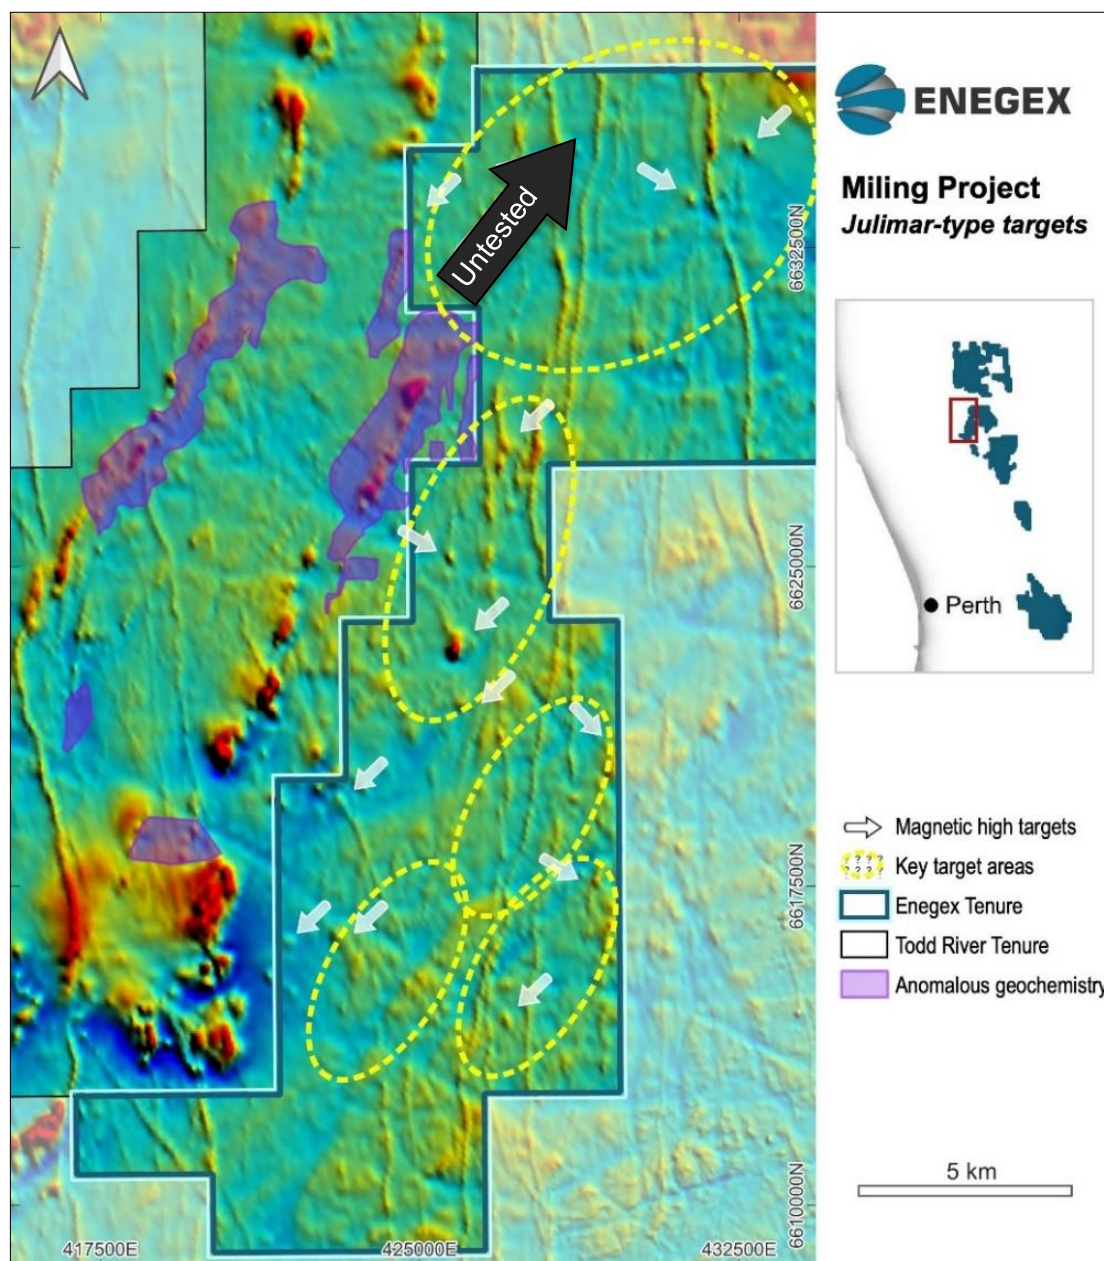 ENEGEX
Miling Project
Julimar-type targets
Untested
6632500N
6625000N
6617500N
6610000N
417500E
425000E
432500E
Perth
Magnetic high targets
? ? ?
? ? ? ?
Key target areas
Enegex Tenure
Todd River Tenure
Anomalous geochemistry
5 km